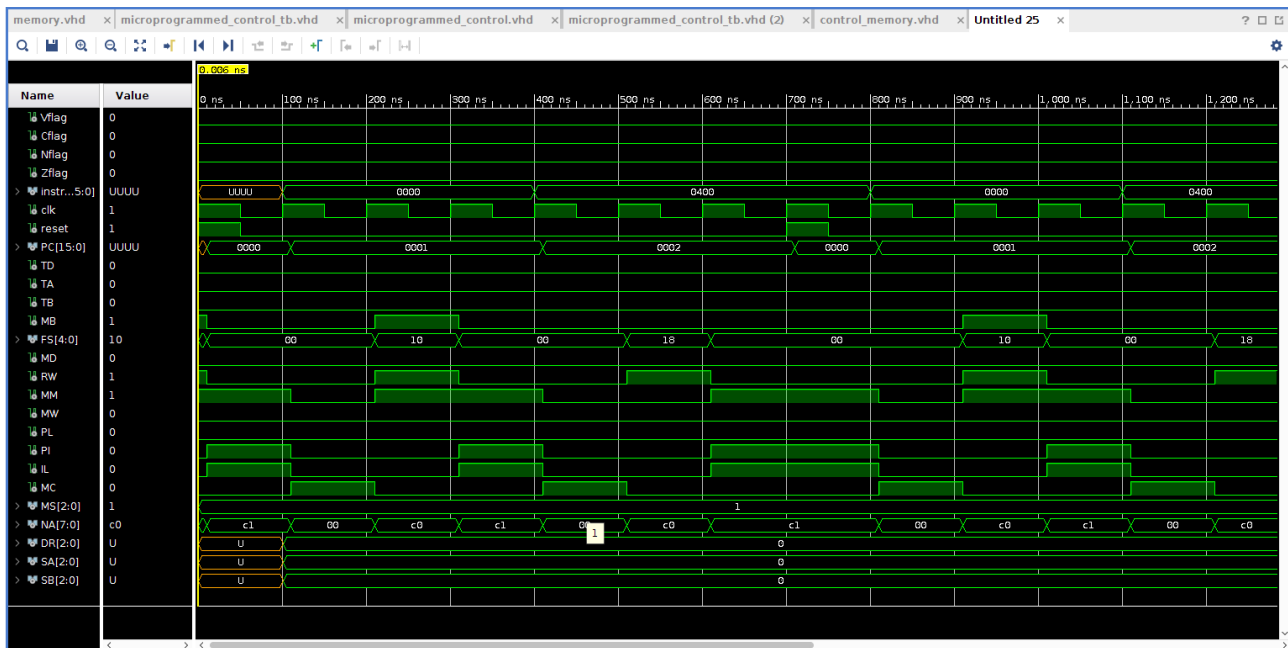 memory.vhd × microprogrammed_control_tb.vhd × microprogrammed_control.vhd × microprogrammed_control_tb.vhd (2) × control_memory.vhd × Untitled 25 ×
0.006 ns
Name Value 0 ns 100 ns 200 ns 300 ns 400 ns 500 ns 600 ns 700 ns 800 ns 900 ns 1,000 ns 1,100 ns 1,200 ns
Vflag 0
Cflag 0
Nflag 0
Zflag 0
instr...5:0] UUUU UUUU 0000 0400 0000 0400
clk 1
reset 1
PC[15:0] UUUU 0000 0001 0002 0000 0001 0002
TD 0
TA 0
TB 0
MB 1
FS[4:0] 10 00 10 00 18 00 10 00 18
MD 0
RW 1
MM 1
MW 0
PL 0
PI 0
IL 0
MC 0
MS[2:0] 1 1
NA[7:0] c0 c1 00 c0 c1 c0 c1 00 c0 c1 00 c0
1
DR[2:0] U U 0
SA[2:0] U U 0
SB[2:0] U U 0